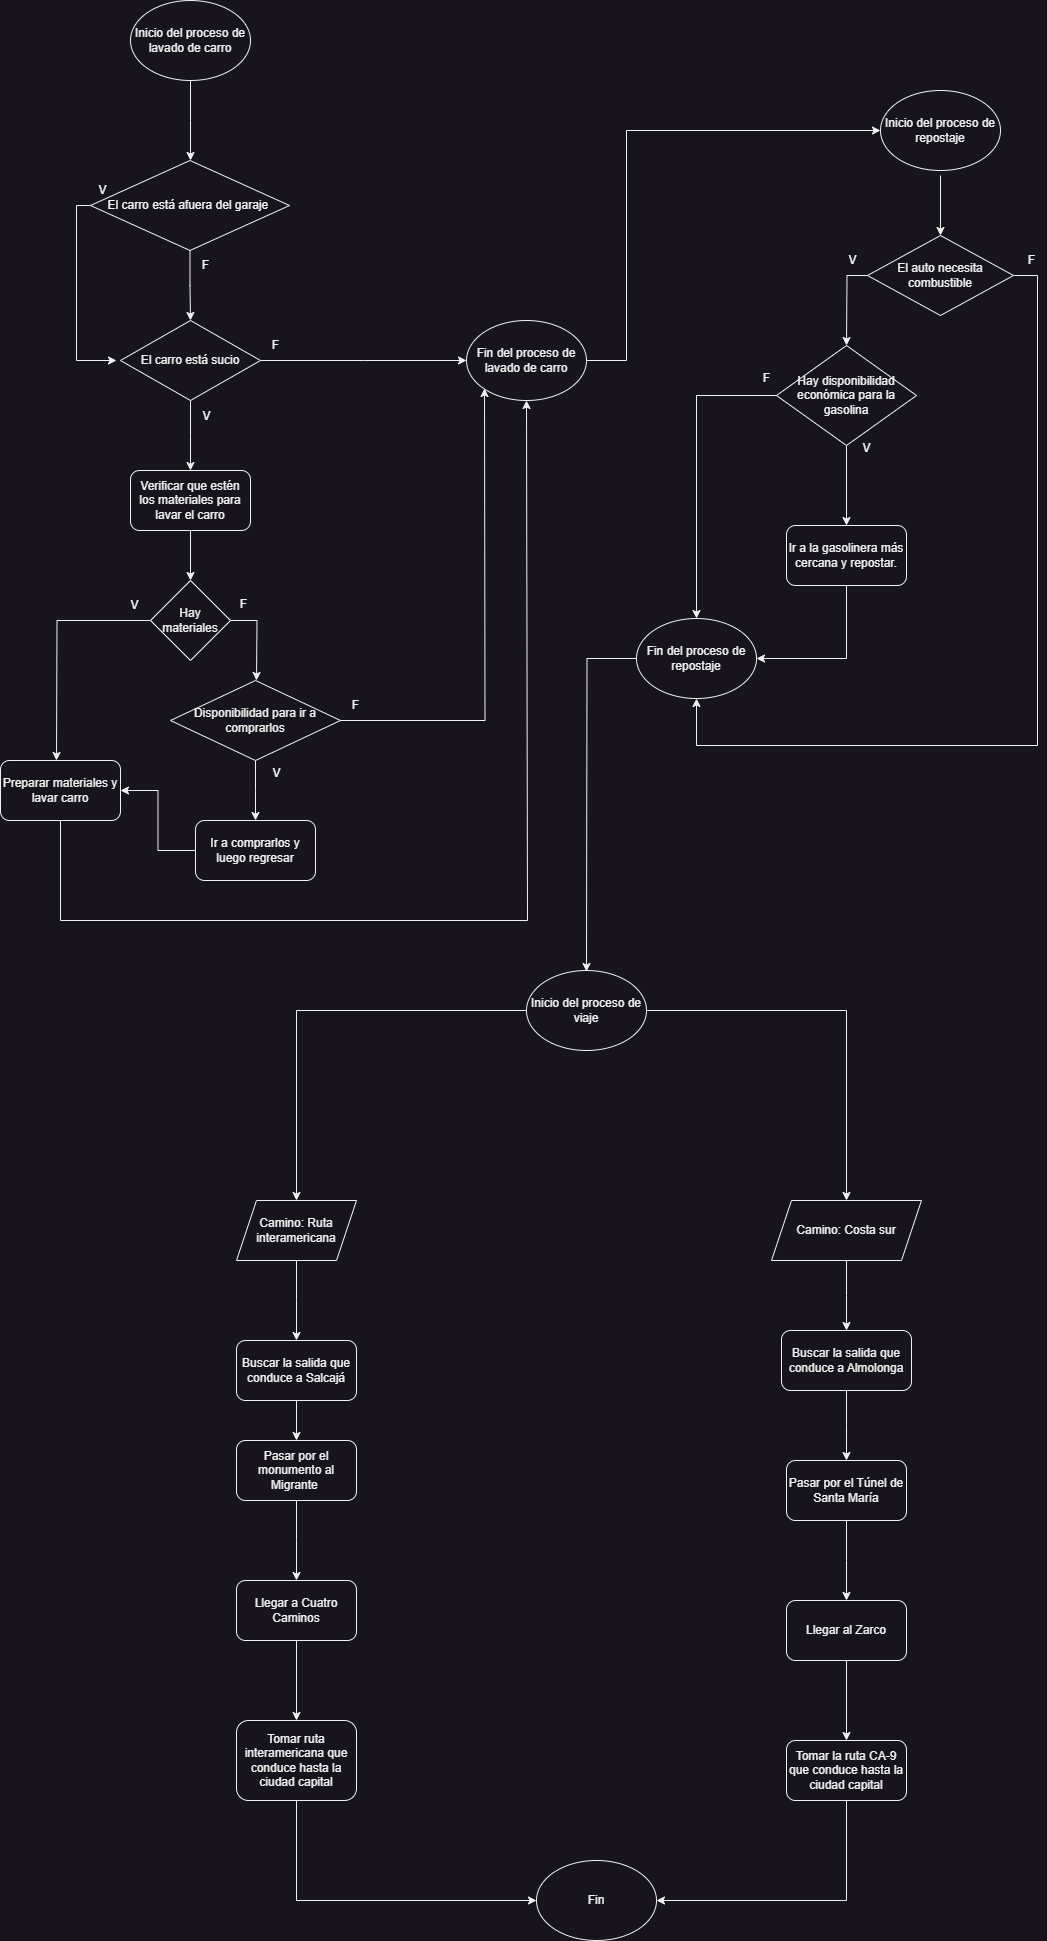 Inicio del proceso de
lavado de carro
V
El carro está afuera del garaje
F
El carro está sucio
F
V
Verificar que estén
los materiales para
lavar el carro
V
F
Hay
materiales
Disponibilidad para ir a
comprarlos
F
V
Preparar materiales y
lavar carro
Ir a comprarlos y
luego regresar
Fin del proceso de
lavado de carro
Inicio del proceso de
repostaje
V
F
El auto necesita
combustible
F
Hay disponibilidad
económica para la
gasolina
V
Ir a la gasolinera más
cercana y repostar.
Fin del proceso de
repostaje
Inicio del proceso de
viaje
Camino: Ruta
interamericana
Buscar la salida que
conduce a Salcajá
Pasar por el
monumento al
Migrante
Llegar a Cuatro
Caminos
Tomar ruta
interamericana que
conduce hasta la
ciudad capital
Camino: Costa sur
Buscar la salida que
conduce a Almolonga
Pasar por el Túnel de
Santa María
Llegar al Zarco
Tomar la ruta CA-9
que conduce hasta la
ciudad capital
Fin